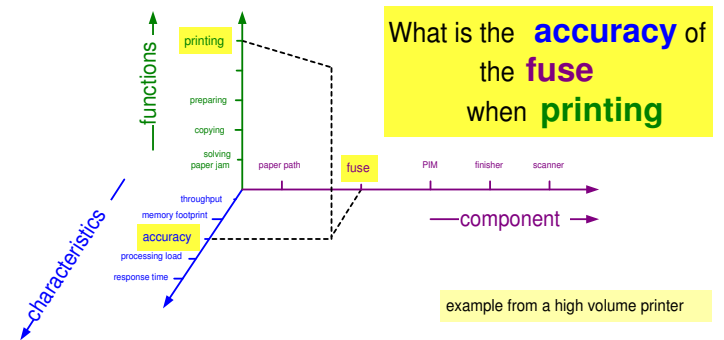 What is the accuracy of
the fuse
when printing
functions
printing
preparing
copying
solving
paper jam
paper path
fuse
PIM
finisher
scanner
component
throughput
memory footprint
accuracy
processing load
response time
characteristics
example from a high volume printer